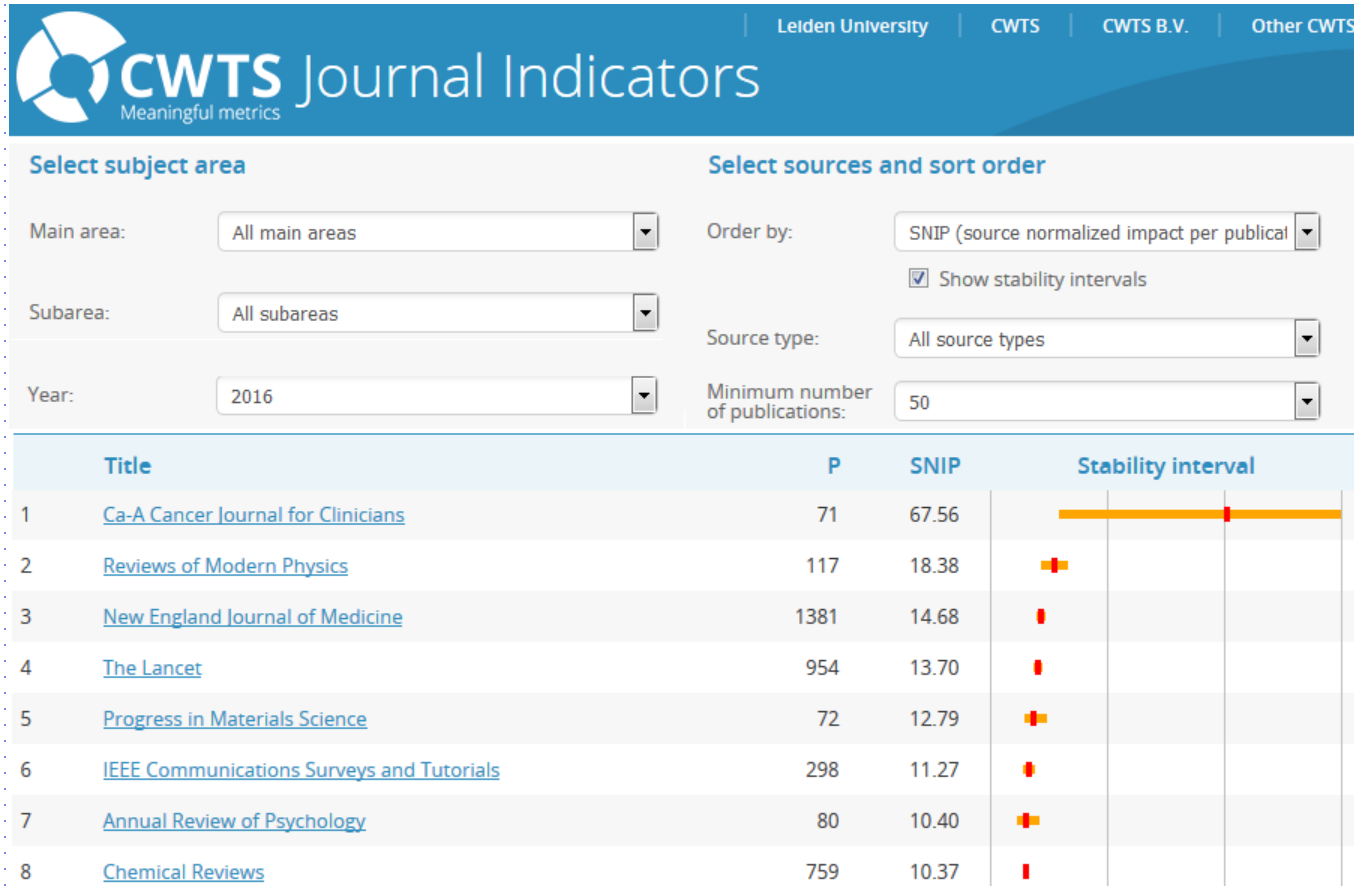 Leiden University CWTS CWTS B.V. Other CWTS
CWTS Journal Indicators
Meaningful metrics
Select subject area
Select sources and sort order
Main area: All main areas
Order by: SNIP (source normalized impact per publicat
Show stability intervals
Subarea: All subareas
Source type: All source types
Year: 2016
Minimum number
of publications: 50
Title P SNIP Stability interval
1 Ca-A Cancer Journal for Clinicians 71 67.56
2 Reviews of Modern Physics 117 18.38
3 New England Journal of Medicine 1381 14.68
4 The Lancet 954 13.70
5 Progress in Materials Science 72 12.79
6 IEEE Communications Surveys and Tutorials 298 11.27
7 Annual Review of Psychology 80 10.40
8 Chemical Reviews 759 10.37